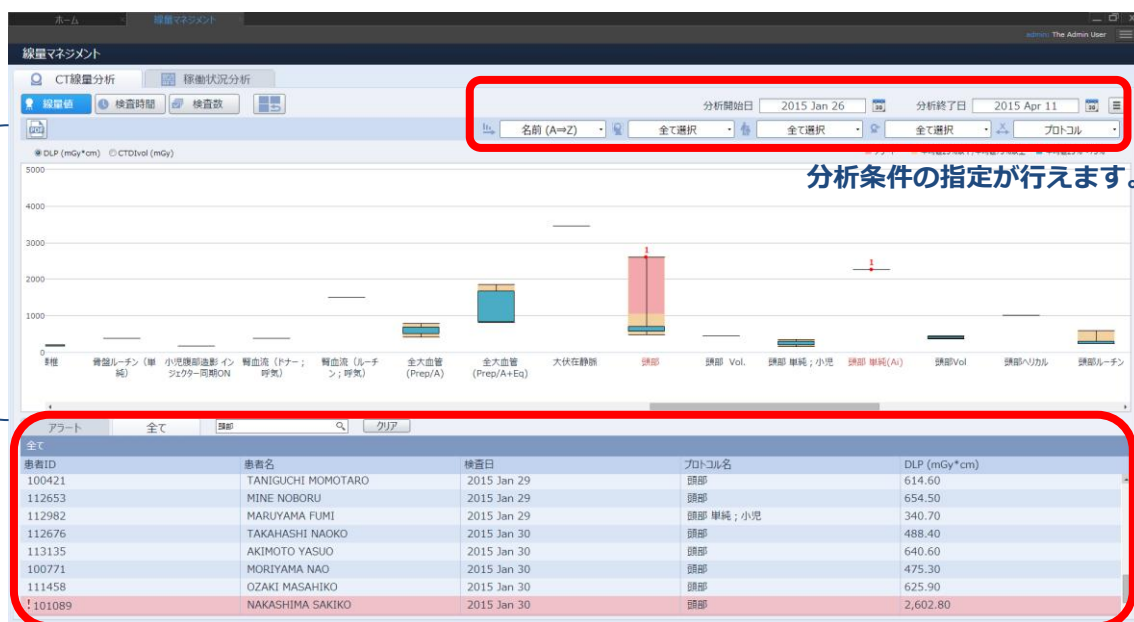 ホーム
線量マネジメント
admin: The Admin User
線量マネジメント
CT線量分析
稼働状況分析
線量値
検査時間
検査数
分析開始日 2015 Jan 26
分析終了日 2015 Apr 11
名前 (A⇒Z)
全て選択
全て選択
全て選択
プロトコル
DLP (mGy*cm) CTDIvol (mGy)
分析条件の指定が行えます。
5000
4000
3000
2000
1000
0
1
1
骨盤ルーチン (単純)
小児腹部造影 インジェクター同期ON
腎血流 (ドナー;呼気)
腎血流 (ルーチン;呼気)
全大血管 (Prep/A)
全大血管 (Prep/A+Eq)
大伏在静脈
頭部
頭部 Vol.
頭部 単純;小児
頭部 単純(Ai)
頭部Vol
頭部ヘリカル
頭部ルーチン
アラート
全て
頭部
クリア
全て
患者ID 患者名 検査日 プロトコル名 DLP (mGy*cm)
100421 TANIGUCHI MOMOTARO 2015 Jan 29 頭部 614.60
112653 MINE NOBORU 2015 Jan 29 頭部 654.50
112982 MARUYAMA FUMI 2015 Jan 29 頭部 単純;小児 340.70
112676 TAKAHASHI NAOKO 2015 Jan 30 頭部 488.40
113135 AKIMOTO YASUO 2015 Jan 30 頭部 640.60
100771 MORIYAMA NAO 2015 Jan 30 頭部 475.30
111458 OZAKI MASAHIKO 2015 Jan 30 頭部 625.90
! 101089 NAKASHIMA SAKIKO 2015 Jan 30 頭部 2,602.80